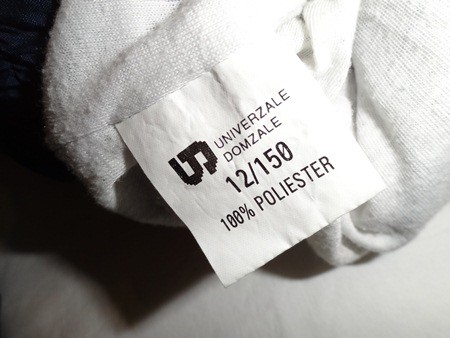 UNIVERZALE
DOMZALE
12/150
100% POLIESTER